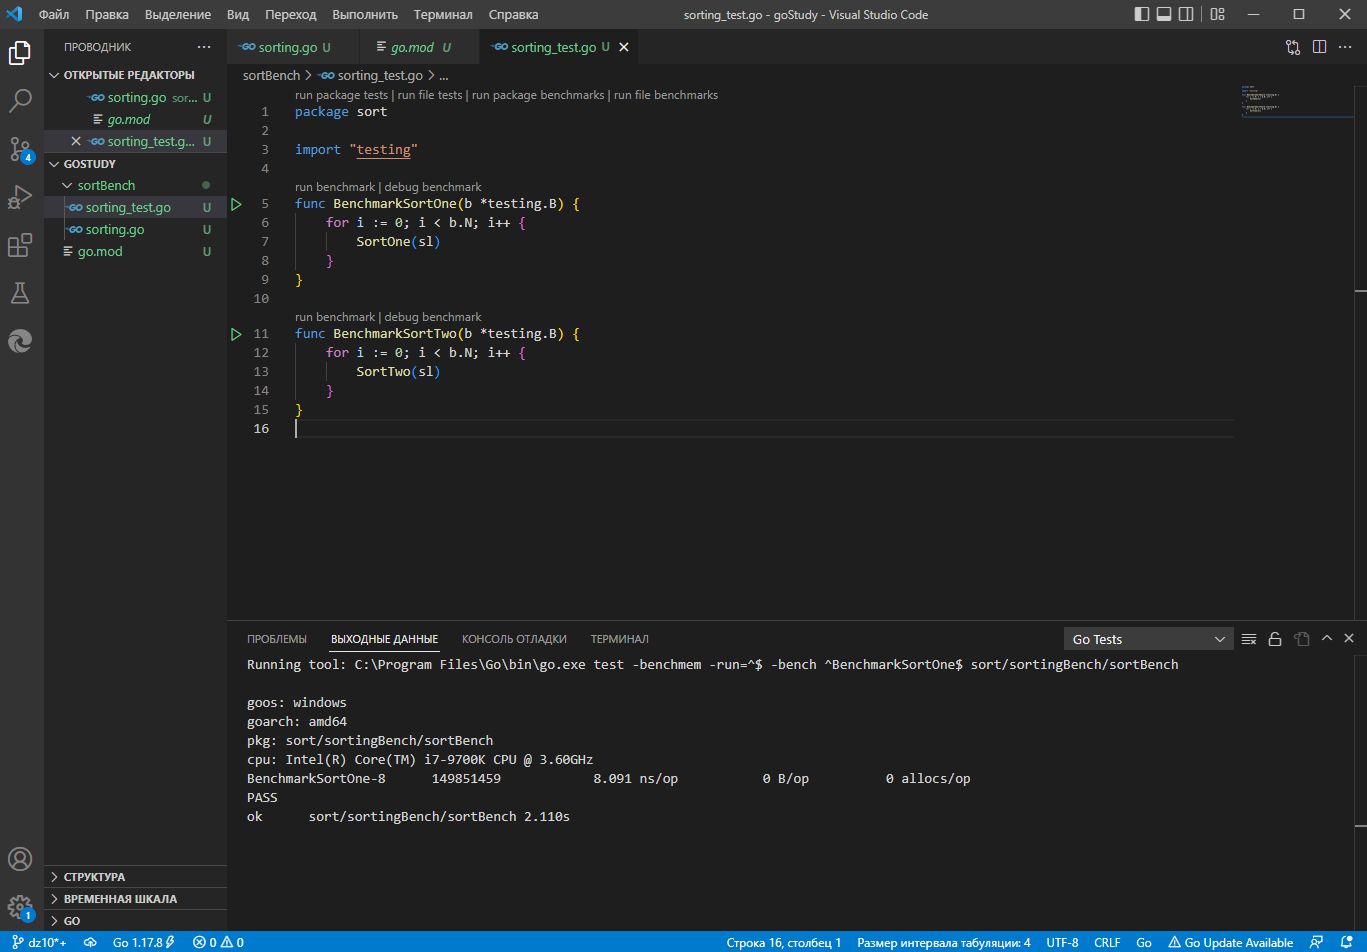 Файл Правка Выделение Вид Переход Выполнить Терминал Справка sorting_test.go - goStudy - Visual Studio Code
ПРОВОДНИК
ОТКРЫТЫЕ РЕДАКТОРЫ
sorting.go sor... U
go.mod U
sorting_test.g... U
GOSTUDY
sortBench
sorting_test.go U
sorting.go U
go.mod U
4
1
СТРУКТУРА
ВРЕМЕННАЯ ШКАЛА
GO
sorting.go U go.mod U sorting_test.go U
sortBench > sorting_test.go > ...
run package tests | run file tests | run package benchmarks | run file benchmarks
1 package sort
2
3 import "testing"
4
run benchmark | debug benchmark
5 func BenchmarkSortOne(b *testing.B) {
6 for i := 0; i < b.N; i++ {
7 SortOne(sl)
8 }
9 }
10
run benchmark | debug benchmark
11 func BenchmarkSortTwo(b *testing.B) {
12 for i := 0; i < b.N; i++ {
13 SortTwo(sl)
14 }
15 }
16
ПРОБЛЕМЫ ВЫХОДНЫЕ ДАННЫЕ КОНСОЛЬ ОТЛАДКИ ТЕРМИНАЛ Go Tests
Running tool: C:\Program Files\Go\bin\go.exe test -benchmem -run=^$ -bench ^BenchmarkSortOne$ sort/sortingBench/sortBench
goos: windows
goarch: amd64
pkg: sort/sortingBench/sortBench
cpu: Intel(R) Core(TM) i7-9700K CPU @ 3.60GHz
BenchmarkSortOne-8 149851459 8.091 ns/op 0 B/op 0 allocs/op
PASS
ok sort/sortingBench/sortBench 2.110s
dz10*+ Go 1.17.8 0 0 Строка 16, столбец 1 Размер интервала табуляции: 4 UTF-8 CRLF Go Go Update Available